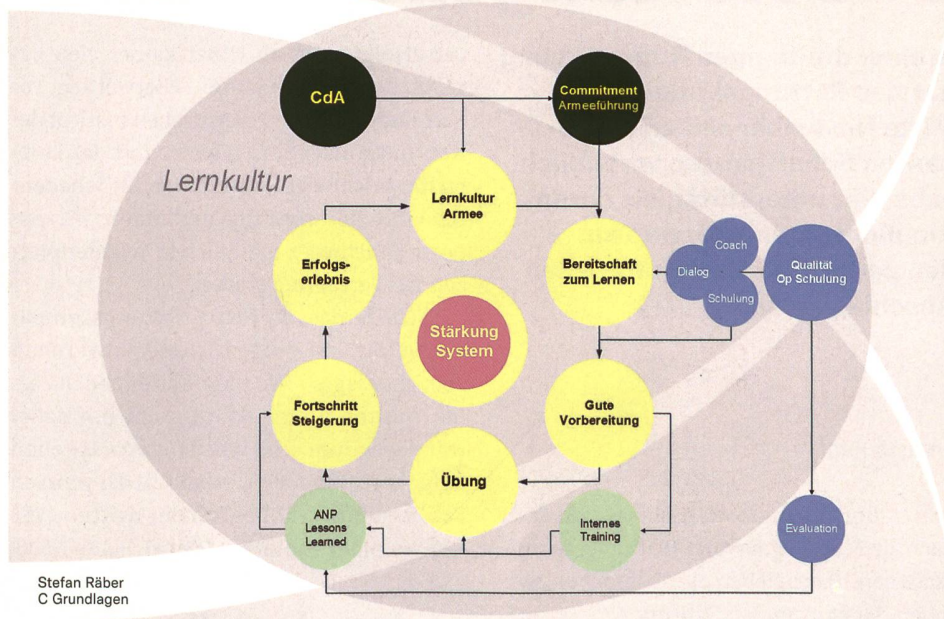 CdA
Commitment
Armeeführung
Lernkultur
Lernkultur
Armee
Erfolgs-
erlebnis
Bereitschaft
zum Lernen
Coach
Dialog
Schulung
Qualität
Op Schulung
Stärkung
System
Fortschritt
Steigerung
Gute
Vorbereitung
Übung
ANP
Lessons
Learned
Internes
Training
Evaluation
Stefan Räber
C Grundlagen